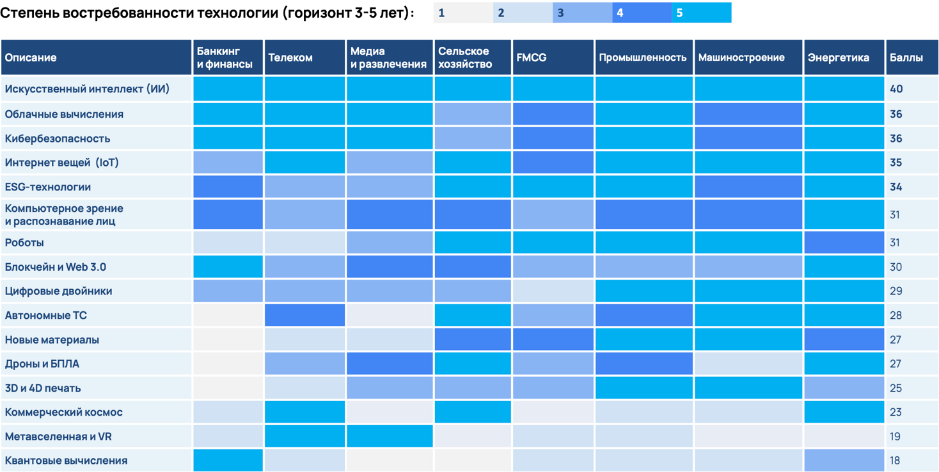 Степень востребованности технологии (горизонт 3-5 лет): 1 2 3 4 5
Описание Банкинг и финансы Телеком Медиа и развлечения Сельское хозяйство FMCG Промышленность Машиностроение Энергетика Баллы
Искусственный интеллект (ИИ) 40
Облачные вычисления 36
Кибербезопасность 36
Интернет вещей (IoT) 35
ESG-технологии 34
Компьютерное зрение
и распознавание лиц 31
Роботы 31
Блокчейн и Web 3.0 30
Цифровые двойники 29
Автономные ТС 28
Новые материалы 27
Дроны и БПЛА 27
3D и 4D печать 25
Коммерческий космос 23
Метавселенная и VR 19
Квантовые вычисления 18